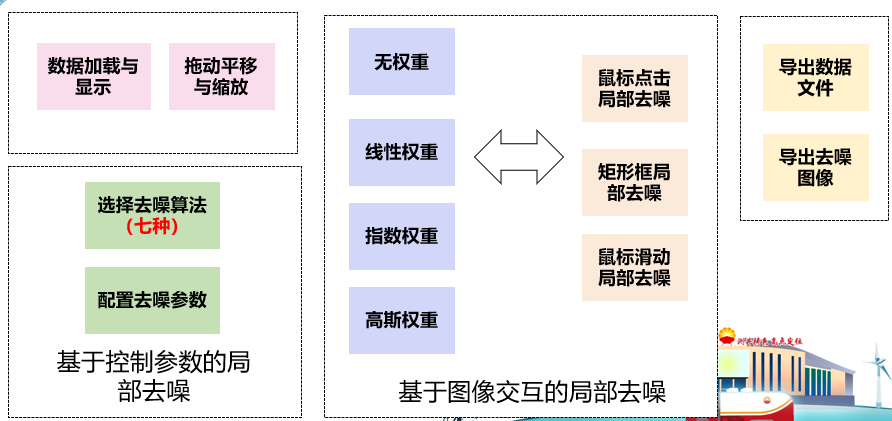 数据加载与
显示
拖动平移
与缩放
选择去噪算法
（七种）
配置去噪参数
基于控制参数的局
部去噪
无权重
线性权重
指数权重
高斯权重
鼠标点击
局部去噪
矩形框局
部去噪
鼠标滑动
局部去噪
基于图像交互的局部去噪
导出数据
文件
导出去噪
图像